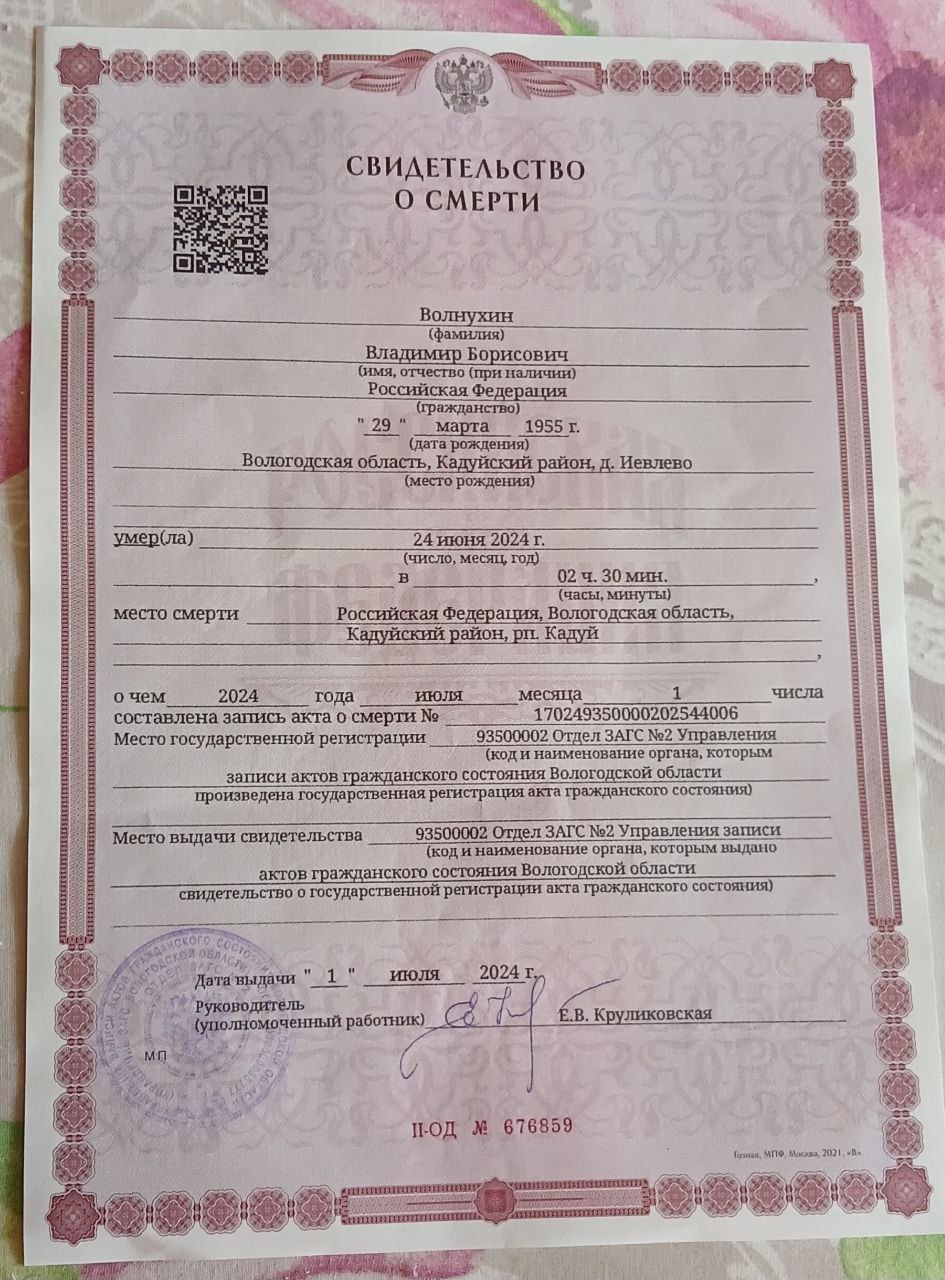 СВИДЕТЕЛЬСТВО
О СМЕРТИ
Волнухин
(фамилия)
Владимир Борисович
(имя, отчество (при наличии)
Российская Федерация
(гражданство)
" 29 " марта 1955 г.
(дата рождения)
Вологодская область, Кадуйский район, д. Иевлево
(место рождения)
умер(ла) 24 июня 2024 г.
(число, месяц, год)
в 02 ч. 30 мин. ,
(часы, минуты)
место смерти Российская Федерация, Вологодская область,
Кадуйский район, рп. Кадуй
,
о чем 2024 года июля месяца 1 числа
составлена запись акта о смерти № 170249350000202544006
Место государственной регистрации 93500002 Отдел ЗАГС №2 Управления
(код и наименование органа, которым
записи актов гражданского состояния Вологодской области
произведена государственная регистрация акта гражданского состояния)
Место выдачи свидетельства 93500002 Отдел ЗАГС №2 Управления записи
(код и наименование органа, которым выдано
актов гражданского состояния Вологодской области
свидетельство о государственной регистрации акта гражданского состояния)
Дата выдачи " 1 " июля 2024 г.
Руководитель
(уполномоченный работник) Е.В. Круликовская
МП
II-ОД № 676859
Гознак, МПФ, Москва, 2021, «В».